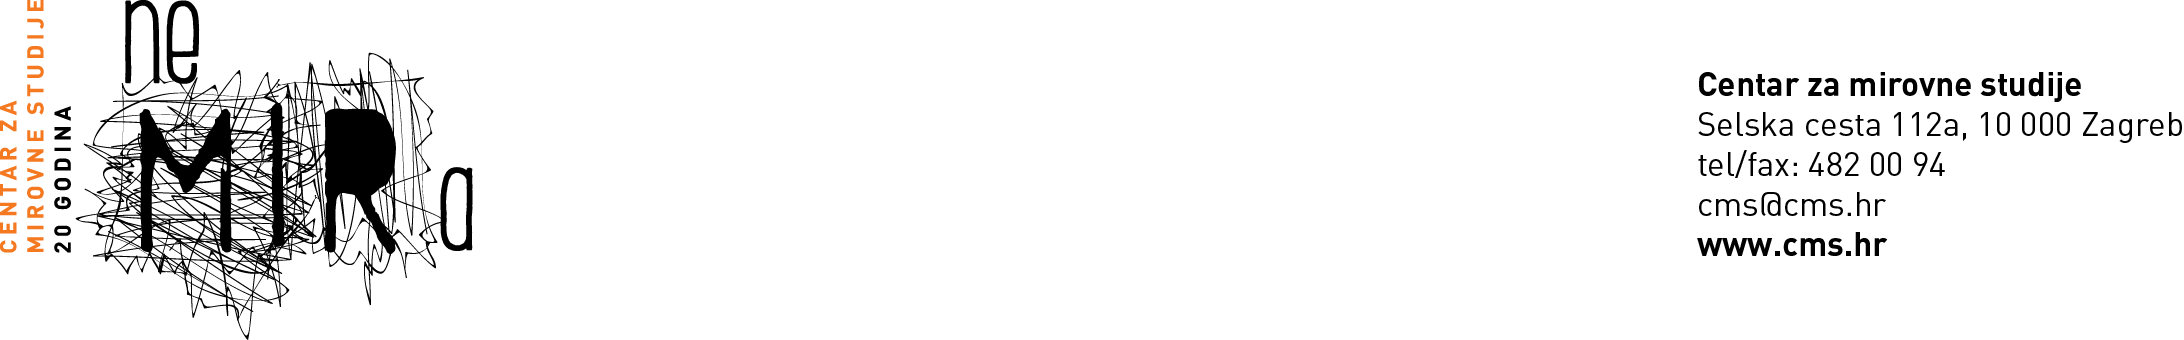 CENTAR ZA
MIROVNE STUDIJE
20 GODINA
ne
MIR
a
Centar za mirovne studije
Selska cesta 112a, 10 000 Zagreb
tel/fax: 482 00 94
cms@cms.hr
www.cms.hr